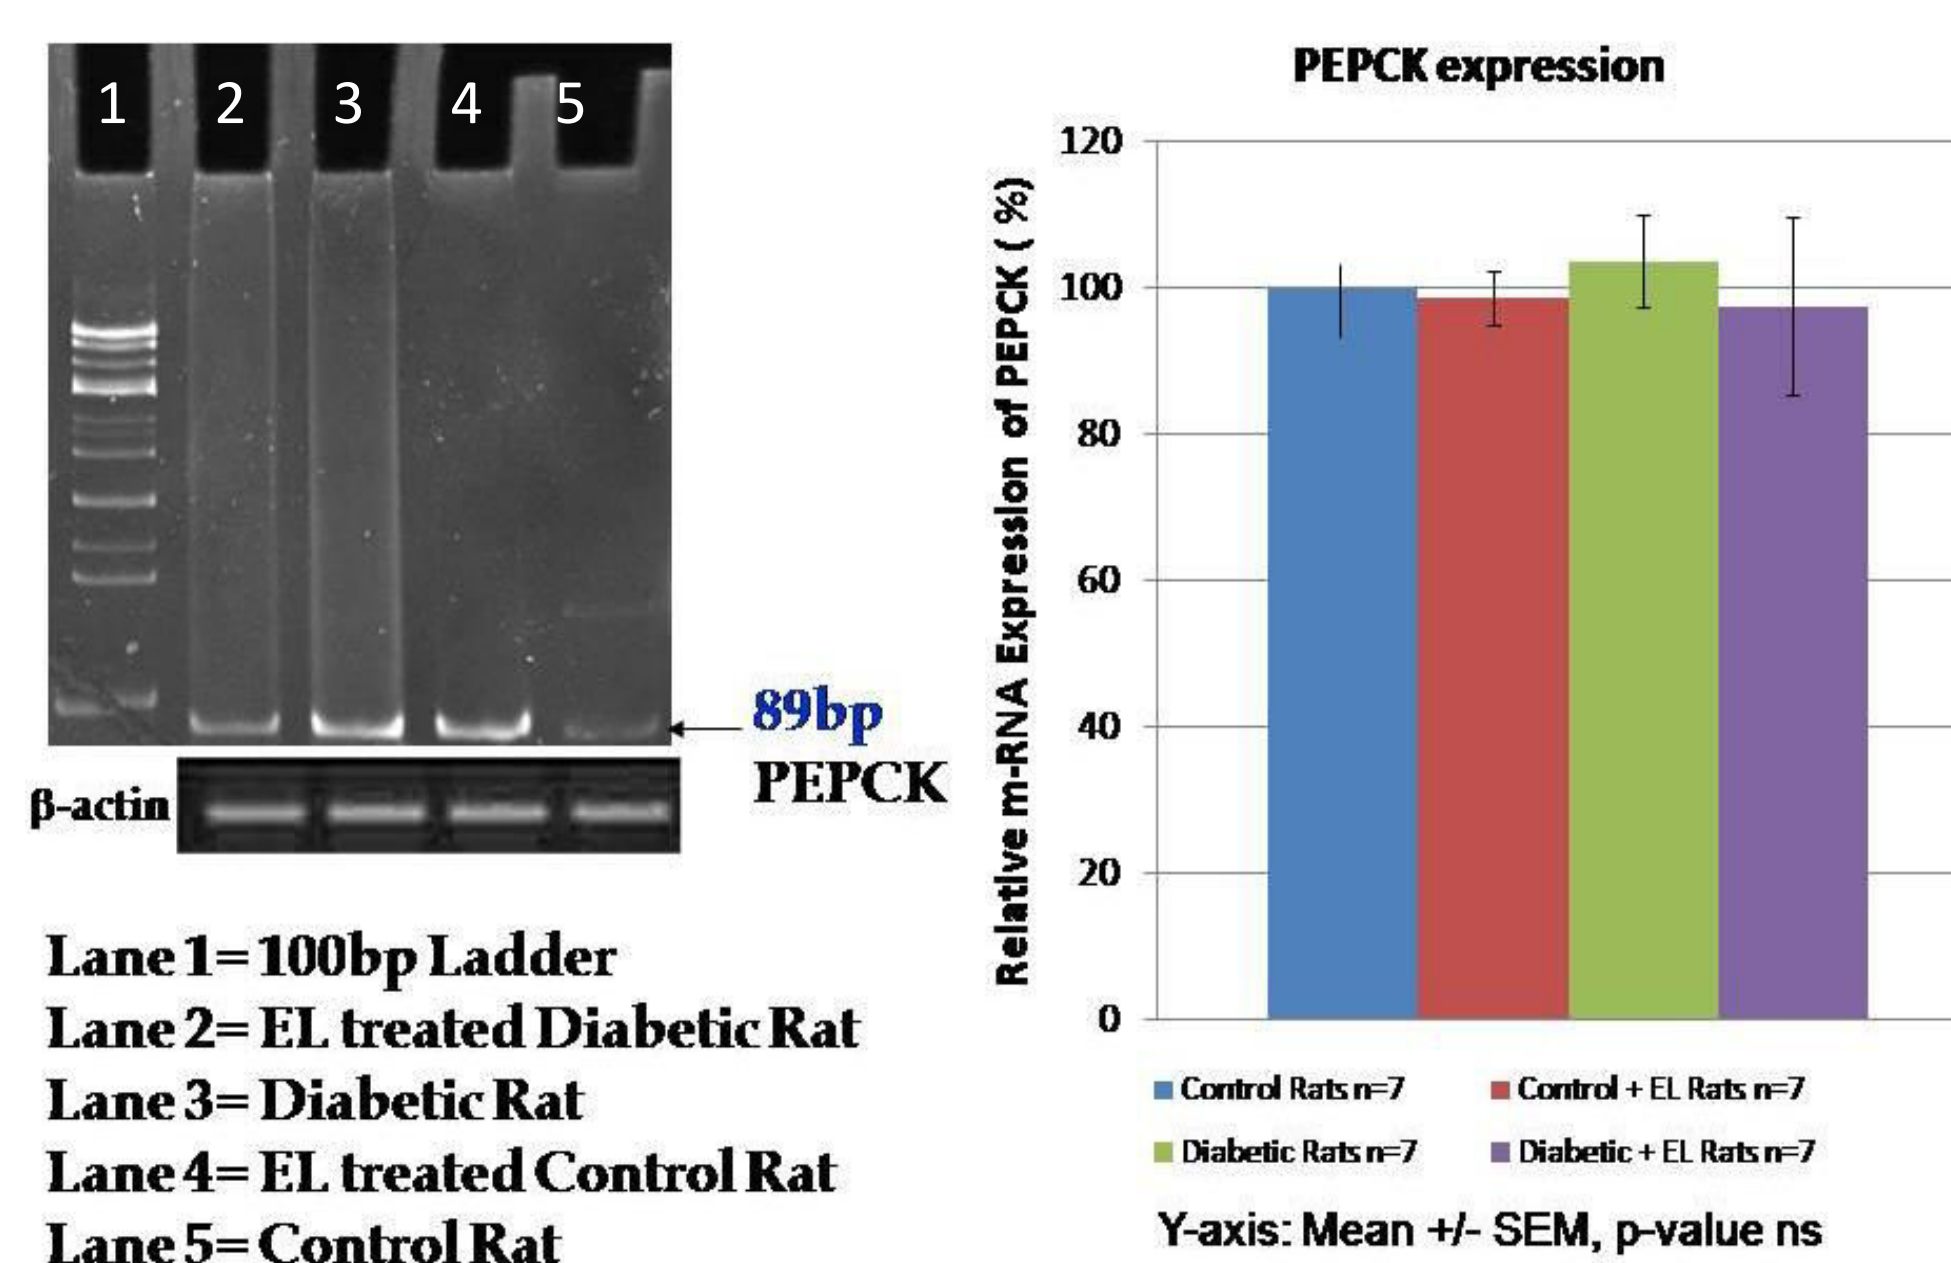 1 2 3 4 5
89bp
PEPCK
β-actin
Lane 1= 100bp Ladder
Lane 2= EL treated Diabetic Rat
Lane 3= Diabetic Rat
Lane 4= EL treated Control Rat
Lane 5= Control Rat
PEPCK expression
Relative m-RNA Expression of PEPCK ( %)
120
100
80
60
40
20
0
Control Rats n=7
Control + EL Rats n=7
Diabetic Rats n=7
Diabetic + EL Rats n=7
Y-axis: Mean +/- SEM, p-value ns